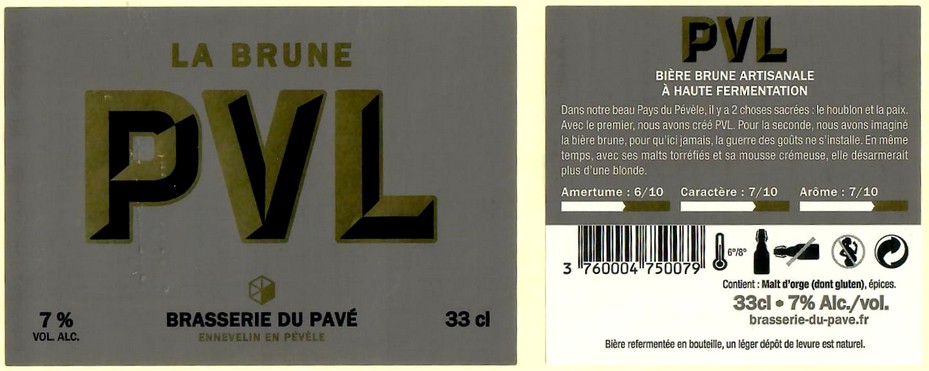 LA BRUNE
PVL
7 %
VOL. ALC.
BRASSERIE DU PAVÉ
ENNEVELIN EN PÉVÈLE
33 cl
PVL
BIÈRE BRUNE ARTISANALE
À HAUTE FERMENTATION
Dans notre beau Pays du Pévèle, il y a 2 choses sacrées : le houblon et la paix.
Avec le premier, nous avons créé PVL. Pour la seconde, nous avons imaginé
la bière brune, pour qu'ici jamais, la guerre des goûts ne s'installe. En même
temps, avec ses malts torréfiés et sa mousse crémeuse, elle désarmerait
plus d'une blonde.
Amertume : 6/10 Caractère : 7/10 Arôme : 7/10
3 760004 750079
6°/8°
Contient : Malt d'orge (dont gluten), épices.
33cl • 7% Alc./vol.
brasserie-du-pave.fr
Bière refermentée en bouteille, un léger dépôt de levure est naturel.